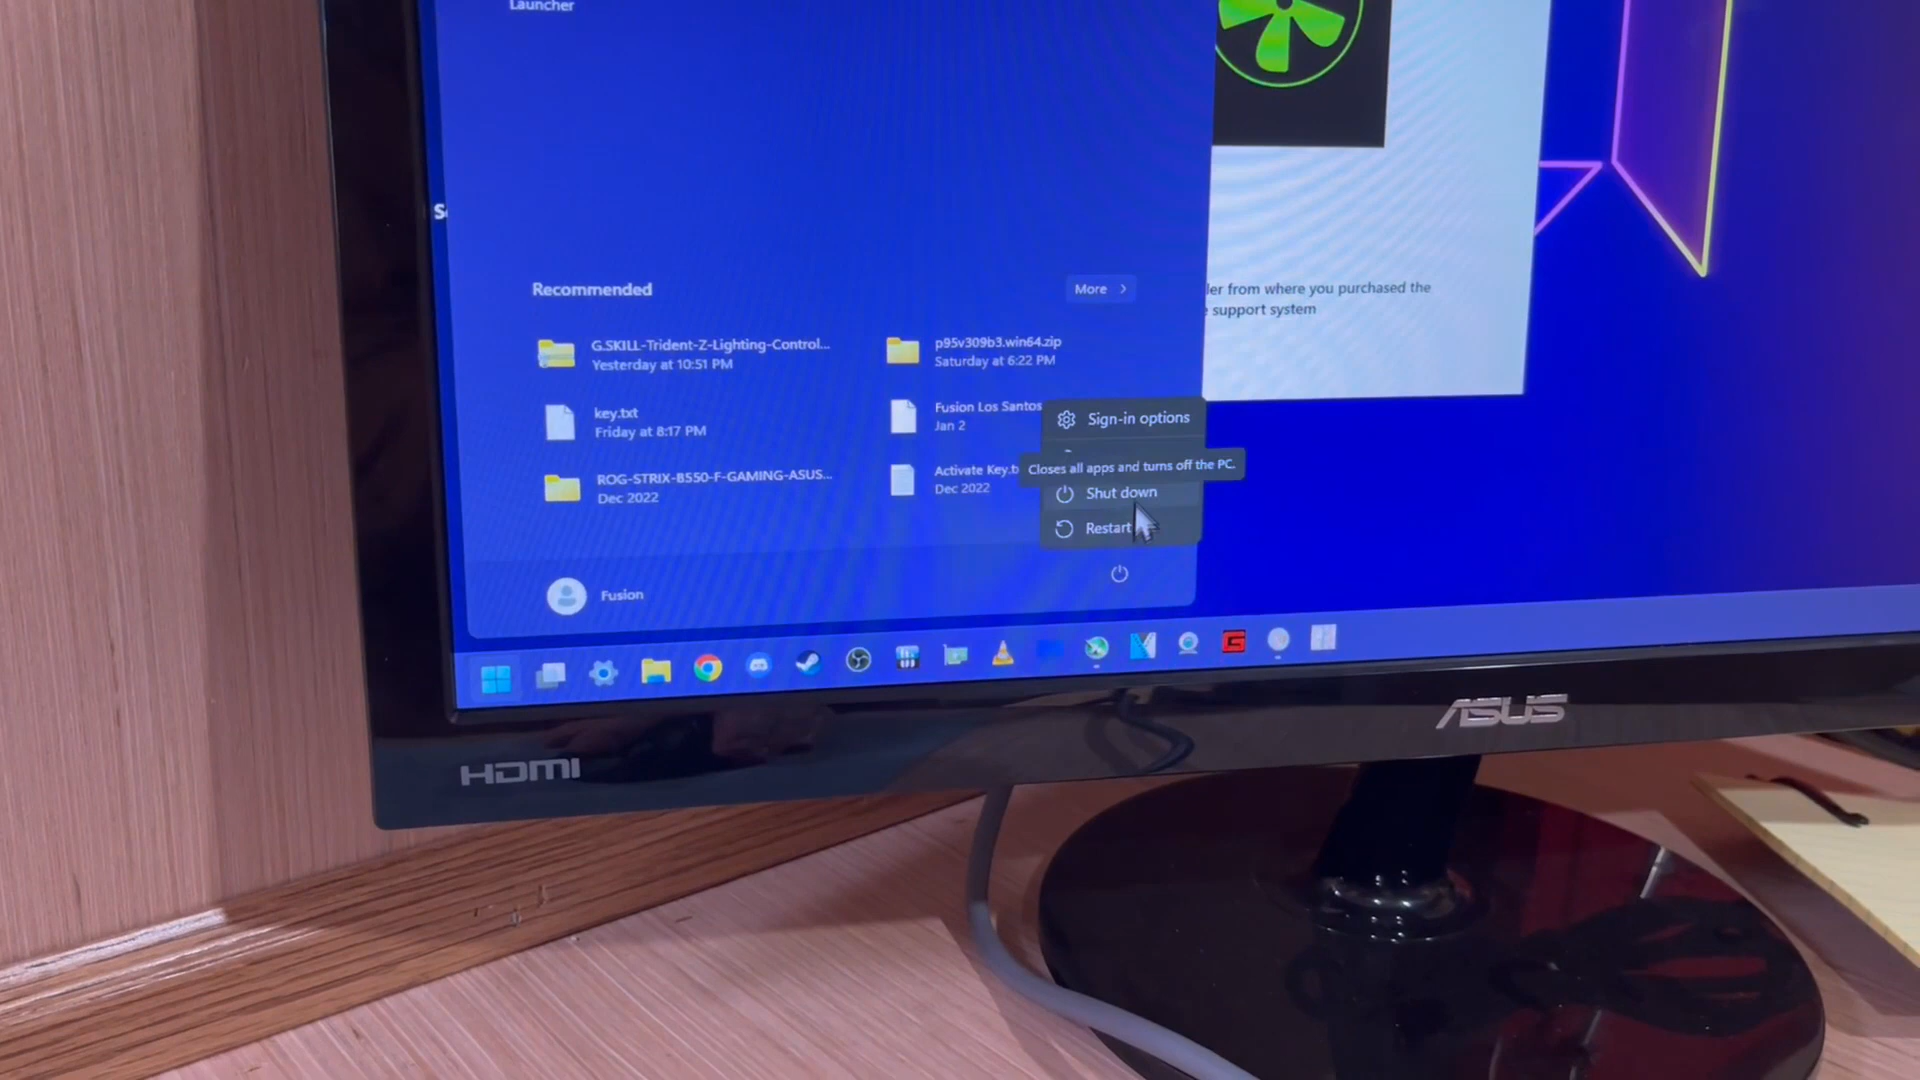 Launcher
Recommended
More
ler from where you purchased the
support system
G.SKILL-Trident-Z-Lighting-Control...
Yesterday at 10:51 PM
p95v309b3.win64.zip
Saturday at 6:22 PM
key.txt
Friday at 8:17 PM
Fusion Los Santos
Jan 2
ROG-STRIX-B550-F-GAMING-ASUS...
Dec 2022
Activate Key.t
Dec 2022
Sign-in options
Closes all apps and turns off the PC.
Shut down
Restart
Fusion
ASUS
HDMI